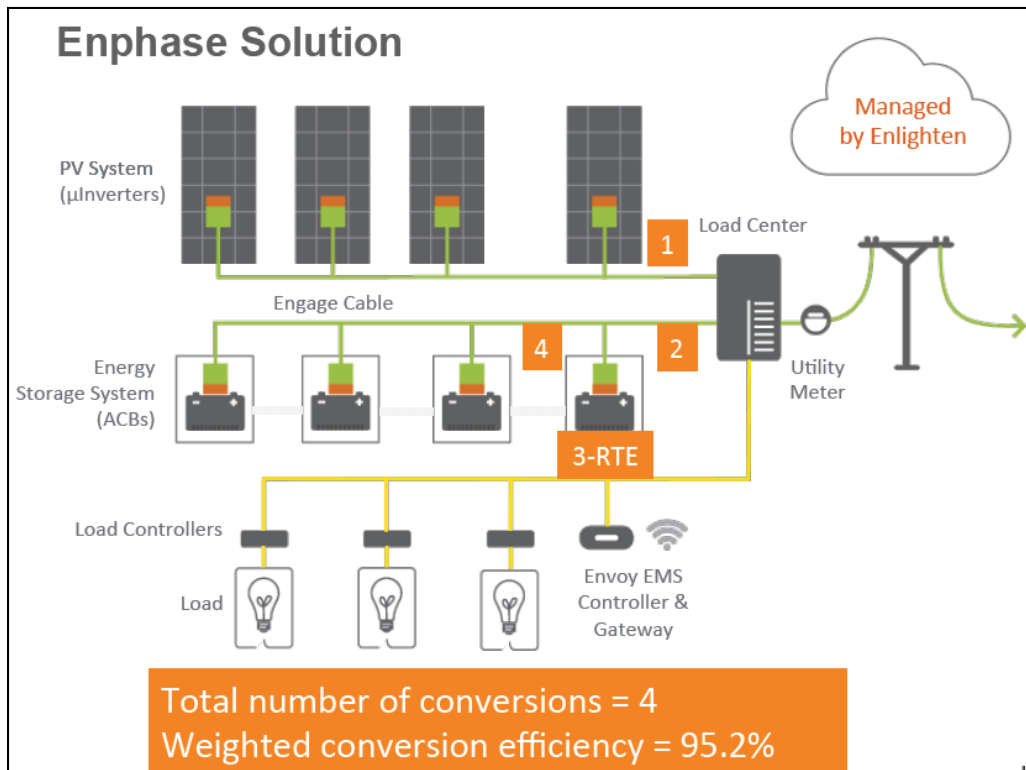 Enphase Solution
Managed
by Enlighten
PV System
(µInverters)
1
Load Center
Engage Cable
4
2
Energy
Storage System
(ACBs)
Utility
Meter
3-RTE
Load Controllers
Load
Envoy EMS
Controller &
Gateway
Total number of conversions = 4
Weighted conversion efficiency = 95.2%